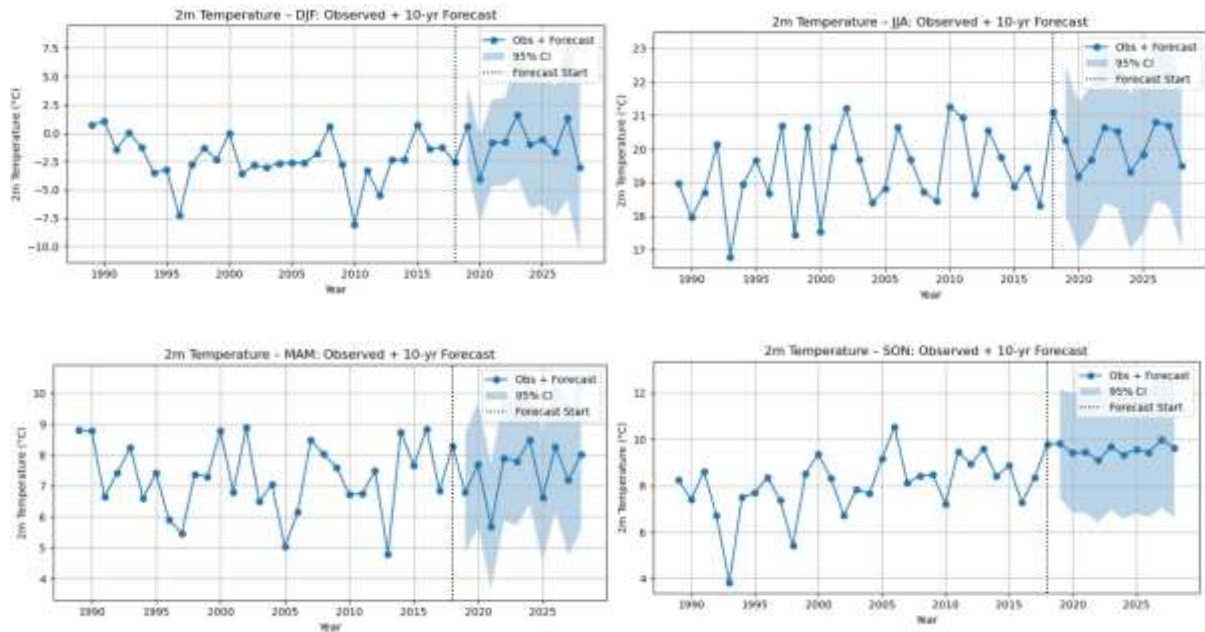 2m Temperature – DJF: Observed + 10-yr Forecast
Obs + Forecast
95% CI
Forecast Start
2m Temperature (°C)
7.5
5.0
2.5
0.0
−2.5
−5.0
−7.5
−10.0
1990 1995 2000 2005 2010 2015 2020 2025
Year
2m Temperature – JJA: Observed + 10-yr Forecast
Obs + Forecast
95% CI
Forecast Start
2m Temperature (°C)
23
22
21
20
19
18
17
1990 1995 2000 2005 2010 2015 2020 2025
Year
2m Temperature – MAM: Observed + 10-yr Forecast
Obs + Forecast
95% CI
Forecast Start
2m Temperature (°C)
10
9
8
7
6
5
4
1990 1995 2000 2005 2010 2015 2020 2025
Year
2m Temperature – SON: Observed + 10-yr Forecast
Obs + Forecast
95% CI
Forecast Start
2m Temperature (°C)
12
10
8
6
4
1990 1995 2000 2005 2010 2015 2020 2025
Year